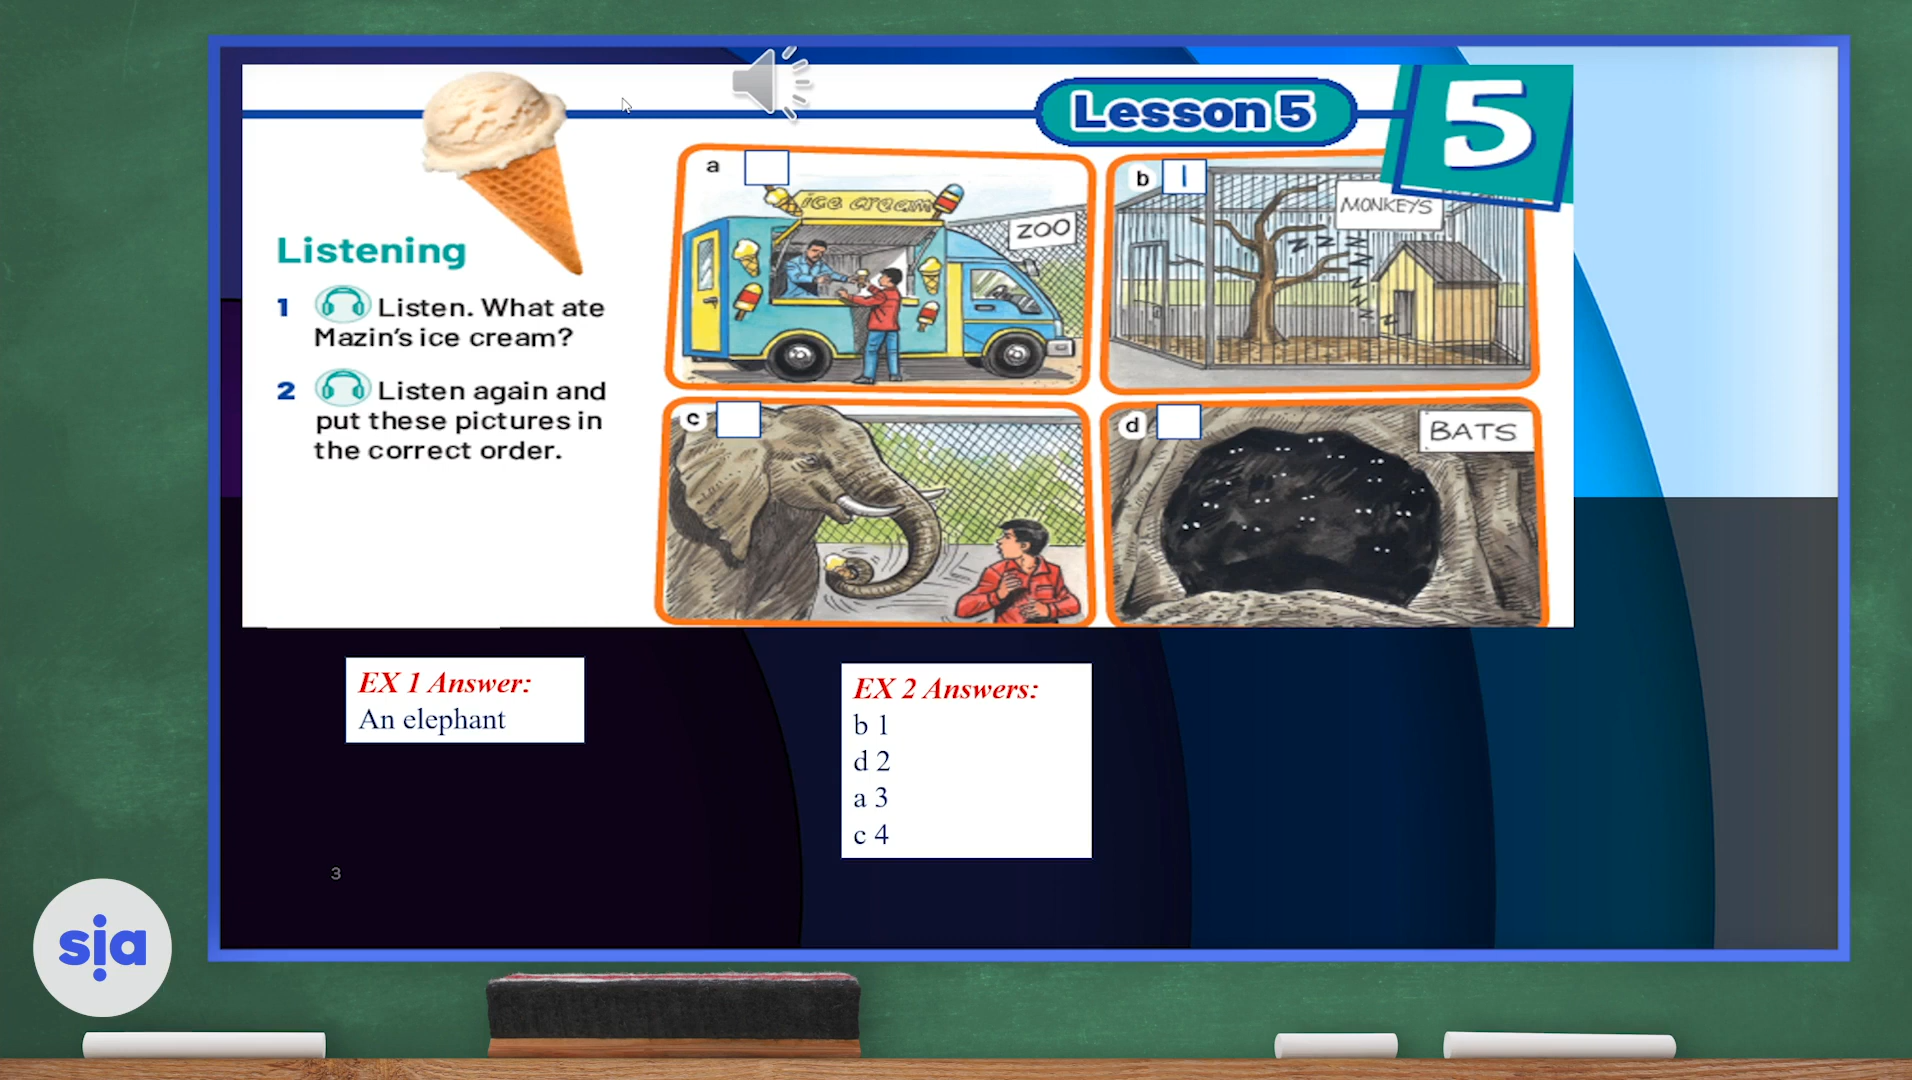 Lesson 5
5
Listening
1 Listen. What ate
Mazin's ice cream?
2 Listen again and
put these pictures in
the correct order.
a
ice cream
ZOO
b 1
MONKEYS
z z z z z z z z z
c
d
BATS
EX 1 Answer:
An elephant
EX 2 Answers:
b 1
d 2
a 3
c 4
3
sia